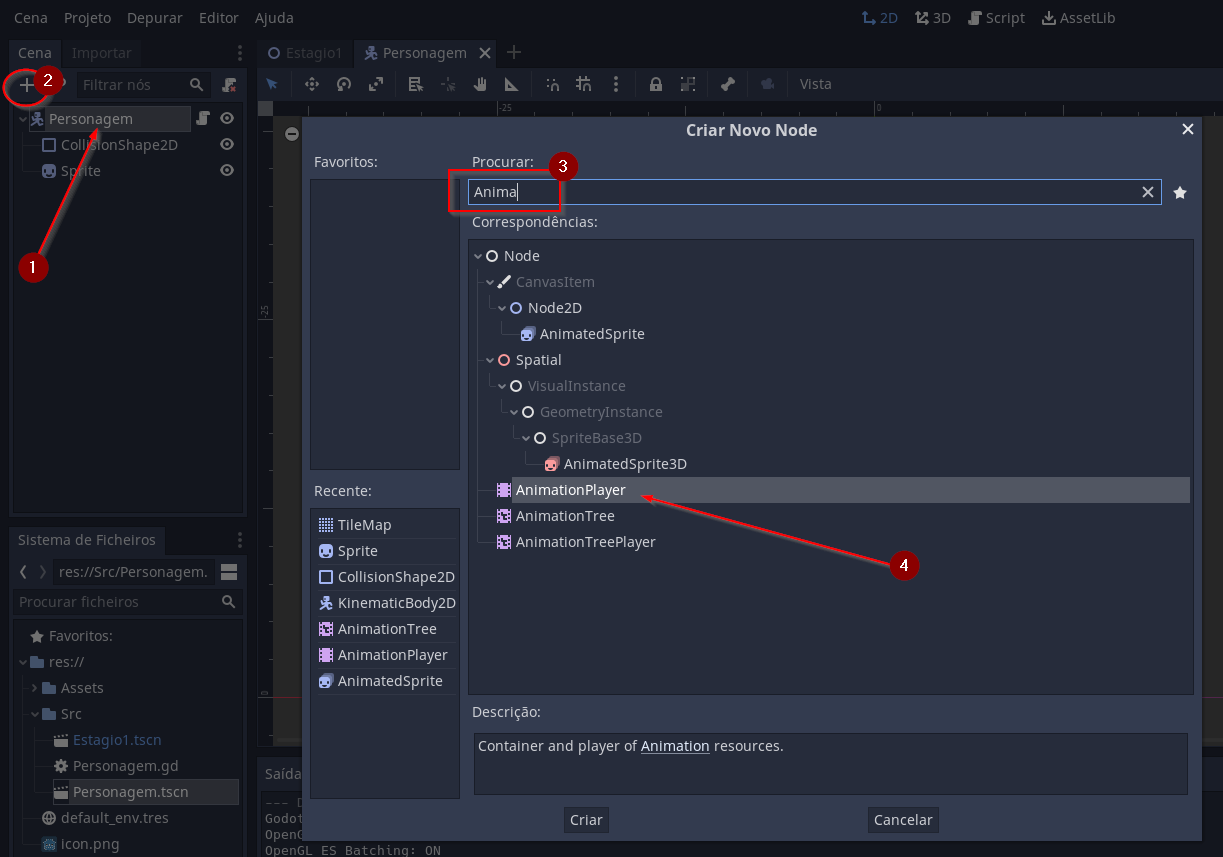 Cena Projeto Depurar Editor Ajuda 2D 3D Script AssetLib
Cena Importar Estagio1 Personagem
2 Filtrar nós Vista
Personagem
CollisionShape2D
Sprite
1
-25 0
-25
0
Criar Novo Node
Favoritos: Procurar: 3
Anima
Correspondências:
Node
CanvasItem
Node2D
AnimatedSprite
Spatial
VisualInstance
GeometryInstance
SpriteBase3D
AnimatedSprite3D
AnimationPlayer
AnimationTree
AnimationTreePlayer
4
Recente:
TileMap
Sprite
CollisionShape2D
KinematicBody2D
AnimationTree
AnimationPlayer
AnimatedSprite
Descrição:
Container and player of Animation resources.
Criar Cancelar
Sistema de Ficheiros
res://Src/Personagem.
Procurar ficheiros
Favoritos:
res://
Assets
Src
Estagio1.tscn
Personagem.gd
Personagem.tscn
default_env.tres
icon.png
Saída
--- D
Godot
OpenG
OpenGL ES Batching: ON